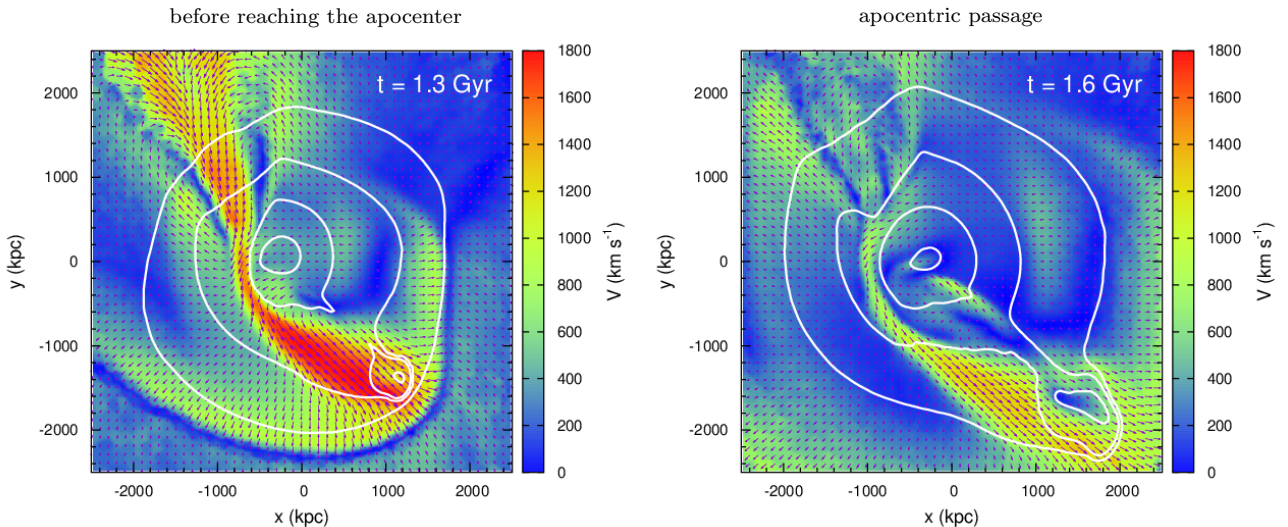 before reaching the apocenter
t = 1.3 Gyr
y (kpc)
2000
1000
0
-1000
-2000
-2000 -1000 0 1000 2000
x (kpc)
1800
1600
1400
1200
1000
800
600
400
200
0
V (km s⁻¹)
apocentric passage
t = 1.6 Gyr
y (kpc)
2000
1000
0
-1000
-2000
-2000 -1000 0 1000 2000
x (kpc)
1800
1600
1400
1200
1000
800
600
400
200
0
V (km s⁻¹)